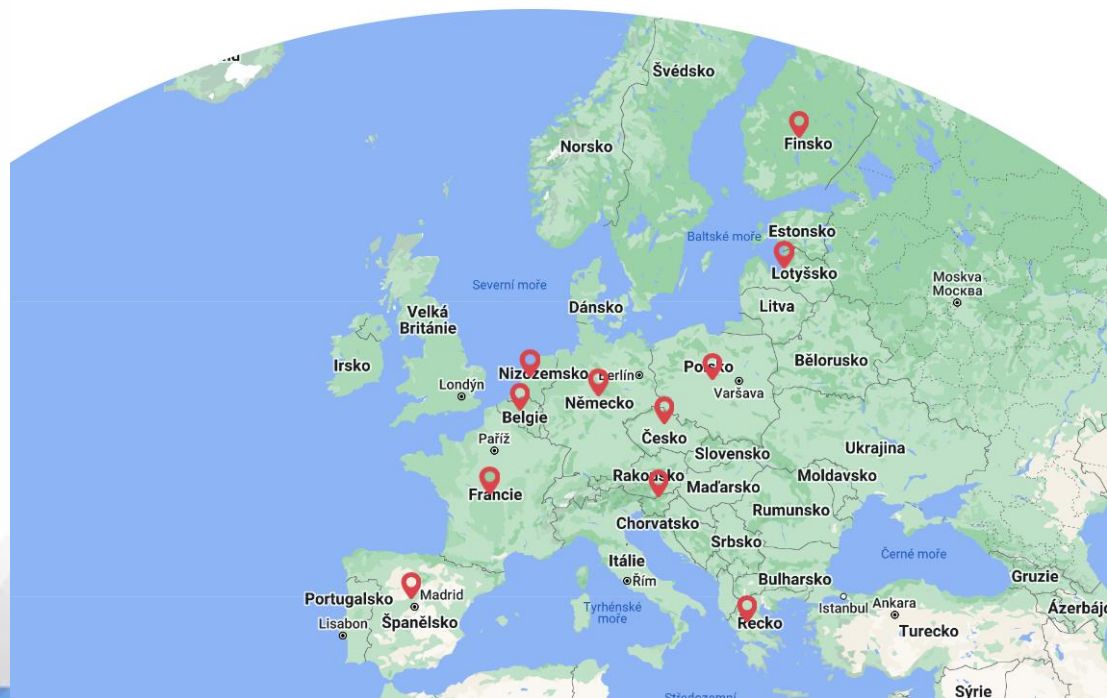 Švédsko
Finsko
Norsko
Estonsko
Baltské moře
Lotyšsko
Moskva
Москва
Severní moře
Dánsko
Litva
Velká
Británie
Bělorusko
Irsko
Nizozemsko
Berlín
Polsko
Varšava
Londýn
Německo
Belgie
Paříž
Česko
Slovensko
Ukrajina
Rakousko
Maďarsko
Moldavsko
Francie
Rumunsko
Chorvatsko
Srbsko
Itálie
Řím
Černé moře
Bulharsko
Gruzie
Portugalsko
Madrid
Tyrhénské
moře
Istanbul
Ankara
Ázerbájd
Lisabon
Španělsko
Řecko
Turecko
Sýrie
Středozemní